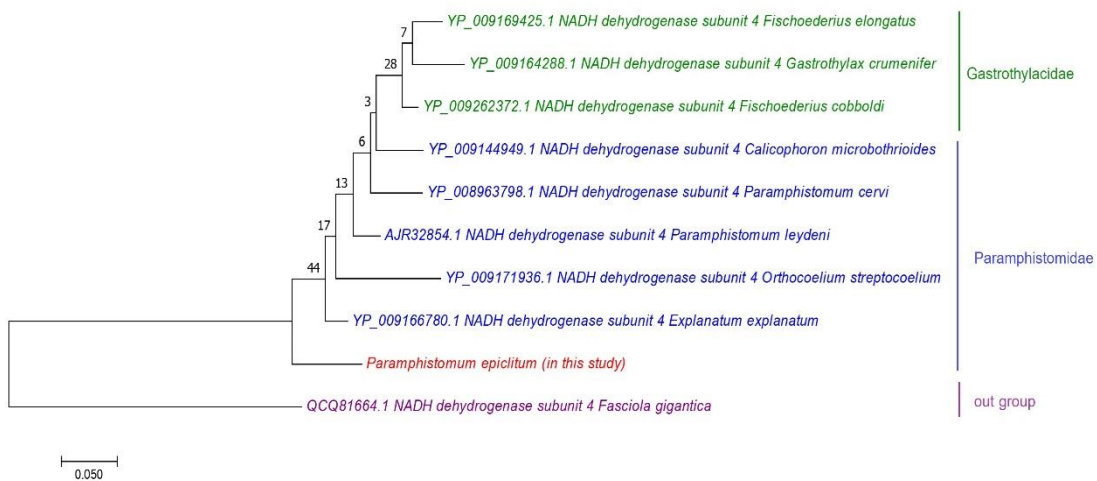 YP_009169425.1 NADH dehydrogenase subunit 4 Fischoederius elongatus
7
YP_009164288.1 NADH dehydrogenase subunit 4 Gastrothylax crumenifer
28
Gastrothylacidae
3
YP_009262372.1 NADH dehydrogenase subunit 4 Fischoederius cobboldi
6
YP_009144949.1 NADH dehydrogenase subunit 4 Calicophoron microbothrioides
13
YP_008963798.1 NADH dehydrogenase subunit 4 Paramphistomum cervi
17
AJR32854.1 NADH dehydrogenase subunit 4 Paramphistomum leydeni
Paramphistomidae
44
YP_009171936.1 NADH dehydrogenase subunit 4 Orthocoelium streptocoelium
YP_009166780.1 NADH dehydrogenase subunit 4 Explanatum explanatum
Paramphistomum epiclitum (in this study)
QCQ81664.1 NADH dehydrogenase subunit 4 Fasciola gigantica
out group
0.050